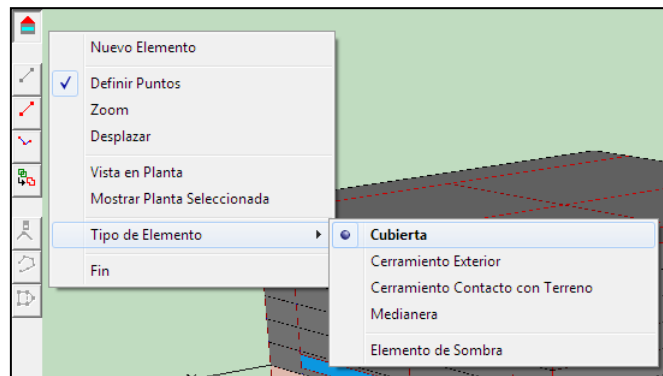 Nuevo Elemento
Definir Puntos
Zoom
Desplazar
Vista en Planta
Mostrar Planta Seleccionada
Tipo de Elemento
Fin
Cubierta
Cerramiento Exterior
Cerramiento Contacto con Terreno
Medianera
Elemento de Sombra